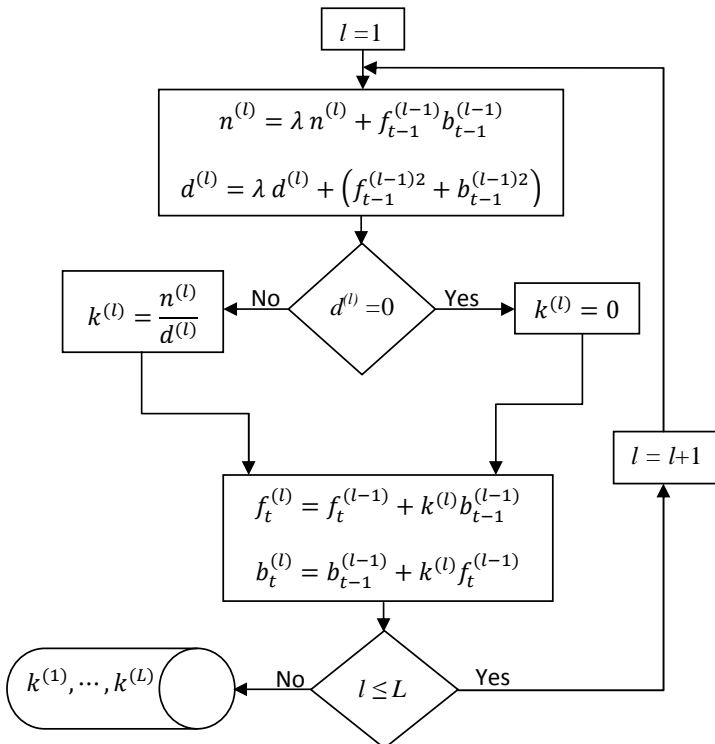 l =1
n^{(l)} = λ n^{(l)} + f_{t-1}^{(l-1)} b_{t-1}^{(l-1)}
d^{(l)} = λ d^{(l)} + (f_{t-1}^{(l-1)2} + b_{t-1}^{(l-1)2})
d^{(l)} =0
No
Yes
k^{(l)} = \frac{n^{(l)}}{d^{(l)}}
k^{(l)} = 0
l = l+1
f_t^{(l)} = f_t^{(l-1)} + k^{(l)} b_{t-1}^{(l-1)}
b_t^{(l)} = b_{t-1}^{(l-1)} + k^{(l)} f_t^{(l-1)}
l ≤ L
No
Yes
k^{(1)}, ⋯, k^{(L)}